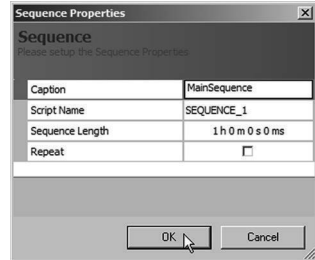 Sequence Properties
Sequence
Please setup the Sequence Properties
Caption MainSequence
Script Name SEQUENCE_1
Sequence Length 1 h 0 m 0 s 0 ms
Repeat
OK Cancel